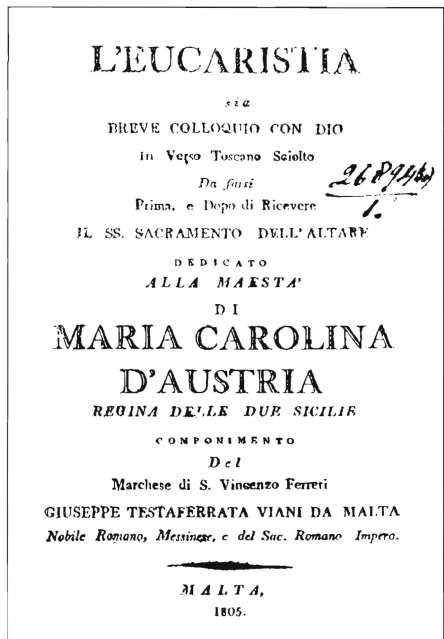 L'EUCARISTIA
sia
BREVE COLLOQUIO CON DIO
In Verso Toscano Sciolto
Da farsi
Prima, e Dopo di Ricevere
IL SS. SACRAMENTO DELL'ALTARE
DEDICATO
ALLA MAESTA'
DI
MARIA CAROLINA
D'AUSTRIA
REGINA DELLE DUE SICILIE
COMPONIMENTO
Del
Marchese di S. Vincenzo Ferreri
GIUSEPPE TESTAFERRATA VIANI DA MALTA
Nobile Romano, Messinese, e del Sac. Romano Impero.
MALTA,
1805.